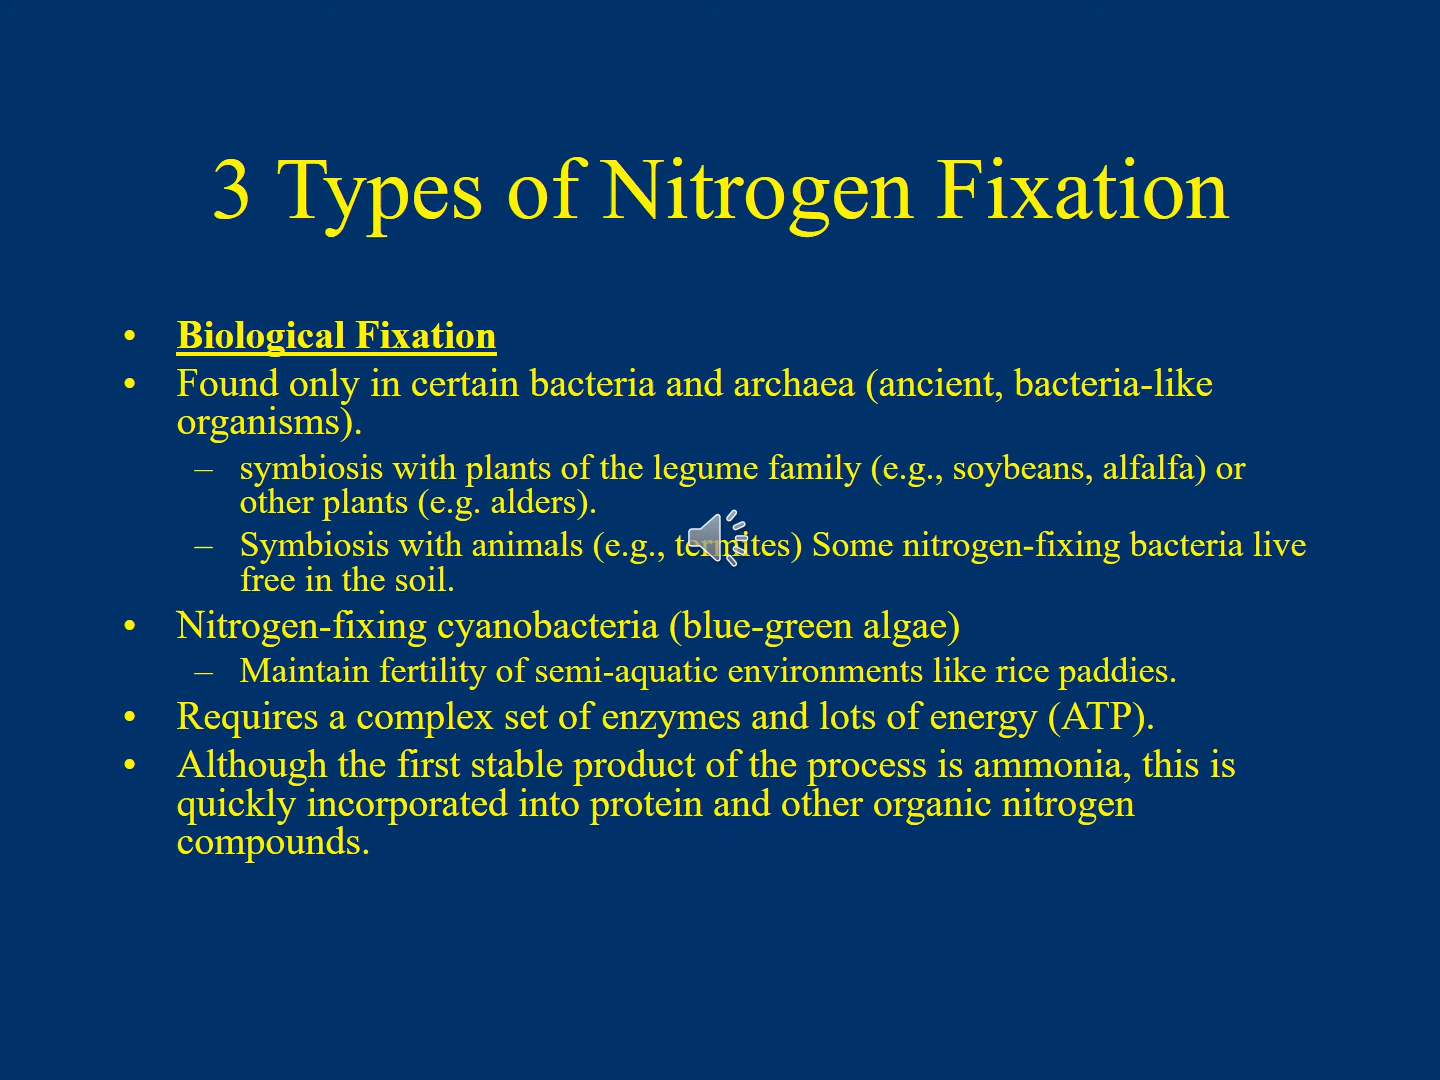 3 Types of Nitrogen Fixation
• Biological Fixation
• Found only in certain bacteria and archaea (ancient, bacteria-like
organisms).
– symbiosis with plants of the legume family (e.g., soybeans, alfalfa) or
other plants (e.g. alders).
– Symbiosis with animals (e.g., termites) Some nitrogen-fixing bacteria live
free in the soil.
• Nitrogen-fixing cyanobacteria (blue-green algae)
– Maintain fertility of semi-aquatic environments like rice paddies.
• Requires a complex set of enzymes and lots of energy (ATP).
• Although the first stable product of the process is ammonia, this is
quickly incorporated into protein and other organic nitrogen
compounds.